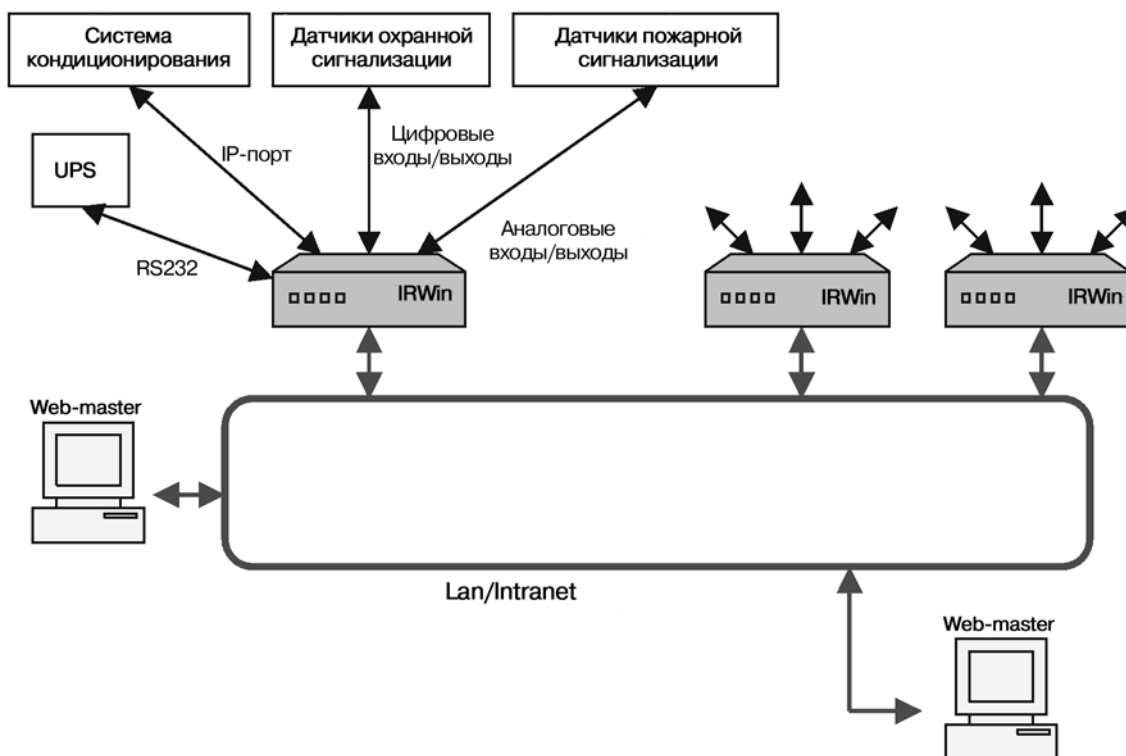 Система
кондиционирования
Датчики охранной
сигнализации
Датчики пожарной
сигнализации
UPS
IP-порт
Цифровые
входы/выходы
RS232
Аналоговые
входы/выходы
IRWin
IRWin
IRWin
Web-master
Lan/Intranet
Web-master